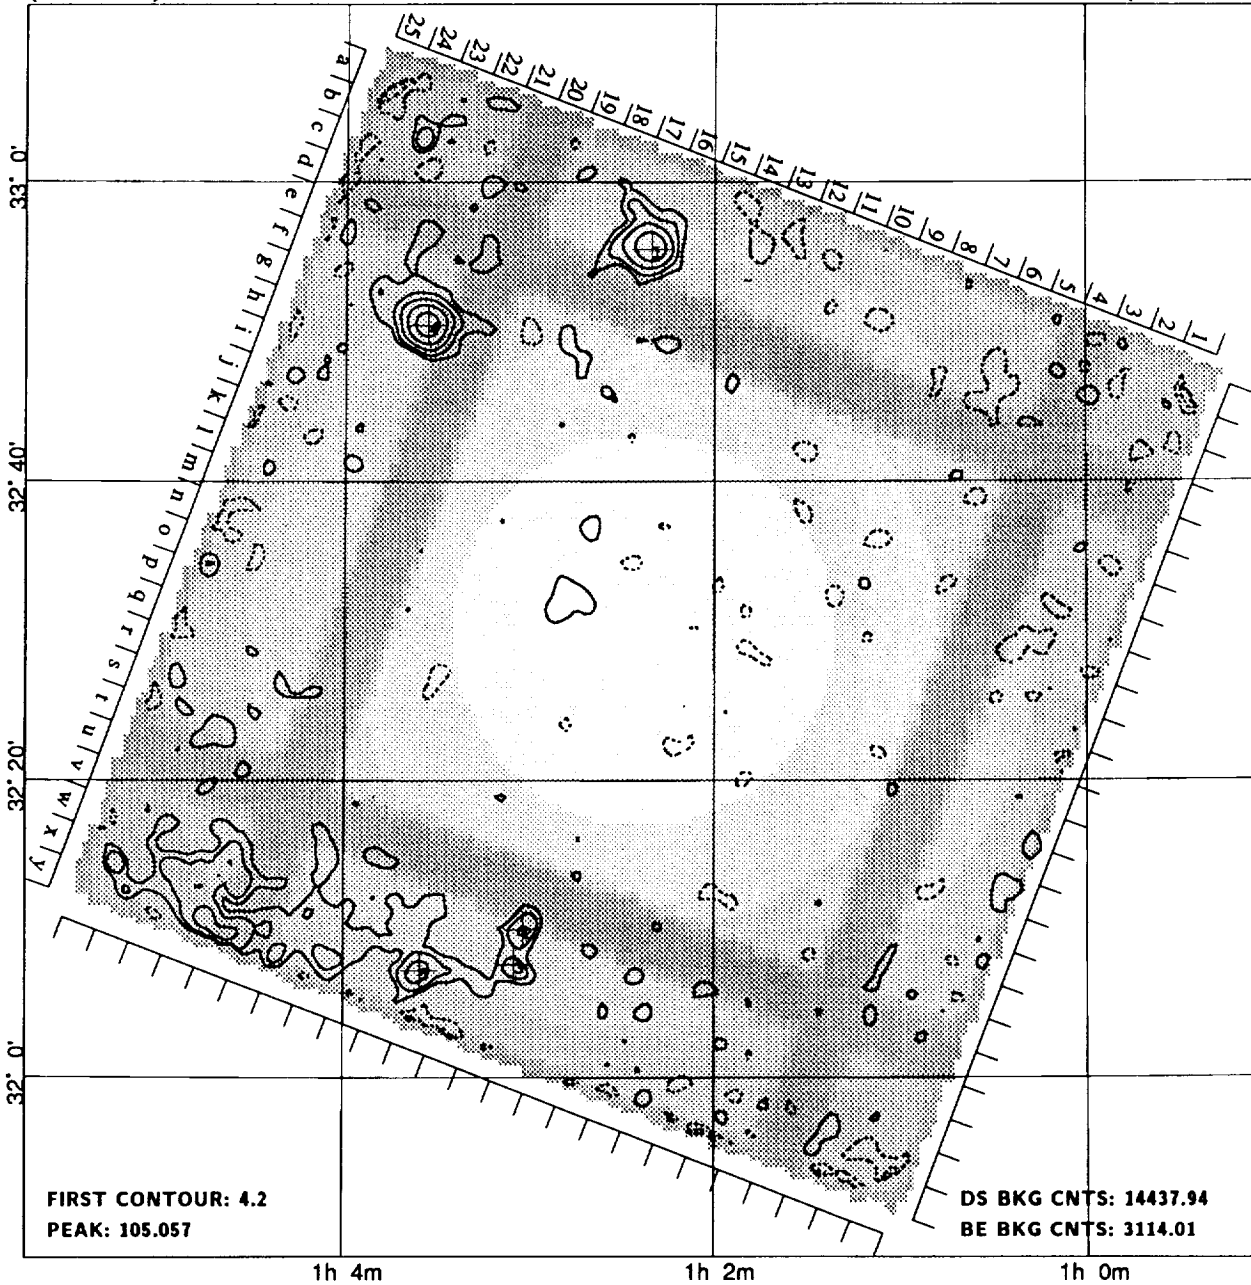 25 24 23 22 21 20 19 18 17 16 15 14 13 12 11 10 9 8 7 6 5 4 3 2 1
a b c d e f g h i j k l m n o p q r s t u v w x y
33° 0'
32° 40'
32° 20'
32° 0'
FIRST CONTOUR: 4.2
PEAK: 105.057
DS BKG CNTS: 14437.94
BE BKG CNTS: 3114.01
1h 4m
1h 2m
1h 0m